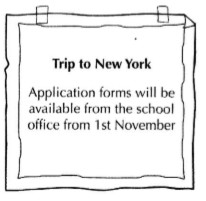 Trip to New York
Application forms will be
available from the school
office from 1st November